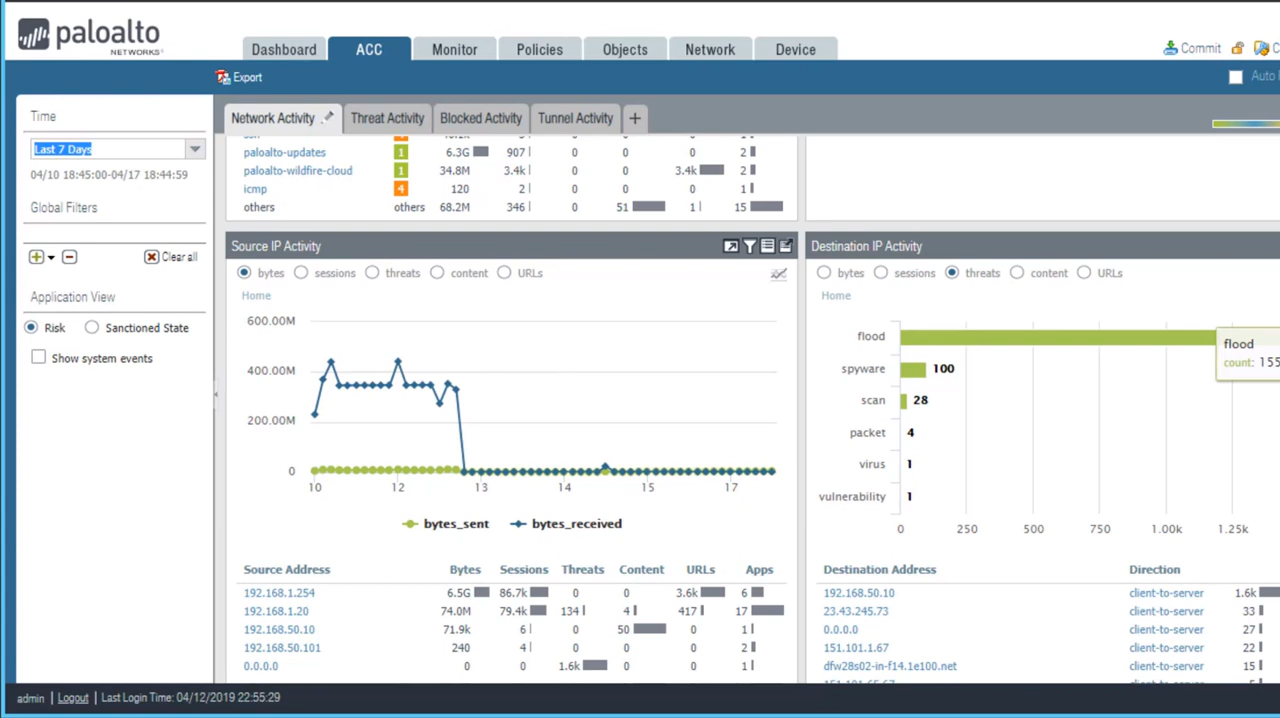 paloalto
NETWORKS®
Dashboard ACC Monitor Policies Objects Network Device
Commit
Export
Auto
Time
Last 7 Days
04/10 18:45:00-04/17 18:44:59
Global Filters
Clear all
Application View
Risk Sanctioned State
Show system events
Network Activity Threat Activity Blocked Activity Tunnel Activity +
paloalto-updates 1 6.3G 907 0 0 0 2
paloalto-wildfire-cloud 1 34.8M 3.4k 0 0 3.4k 2
icmp 4 120 2 0 0 0 1
others others 68.2M 346 0 51 1 15
Source IP Activity
bytes sessions threats content URLs
Home
600.00M
400.00M
200.00M
0
10 12 13 14 15 17
bytes_sent bytes_received
Source Address Bytes Sessions Threats Content URLs Apps
192.168.1.254 6.5G 86.7k 0 0 3.6k 6
192.168.1.20 74.0M 79.4k 134 4 417 17
192.168.50.10 71.9k 6 0 50 0 1
192.168.50.101 240 4 0 0 0 2
0.0.0.0 0 0 1.6k 0 0 1
Destination IP Activity
bytes sessions threats content URLs
Home
flood
flood
count: 155
spyware 100
scan 28
packet 4
virus 1
vulnerability 1
0 250 500 750 1.00k 1.25k
Destination Address Direction
192.168.50.10 client-to-server 1.6k
23.43.245.73 client-to-server 33
0.0.0.0 client-to-server 27
151.101.1.67 client-to-server 22
dfw28s02-in-f14.1e100.net client-to-server 15
admin | Logout | Last Login Time: 04/12/2019 22:55:29